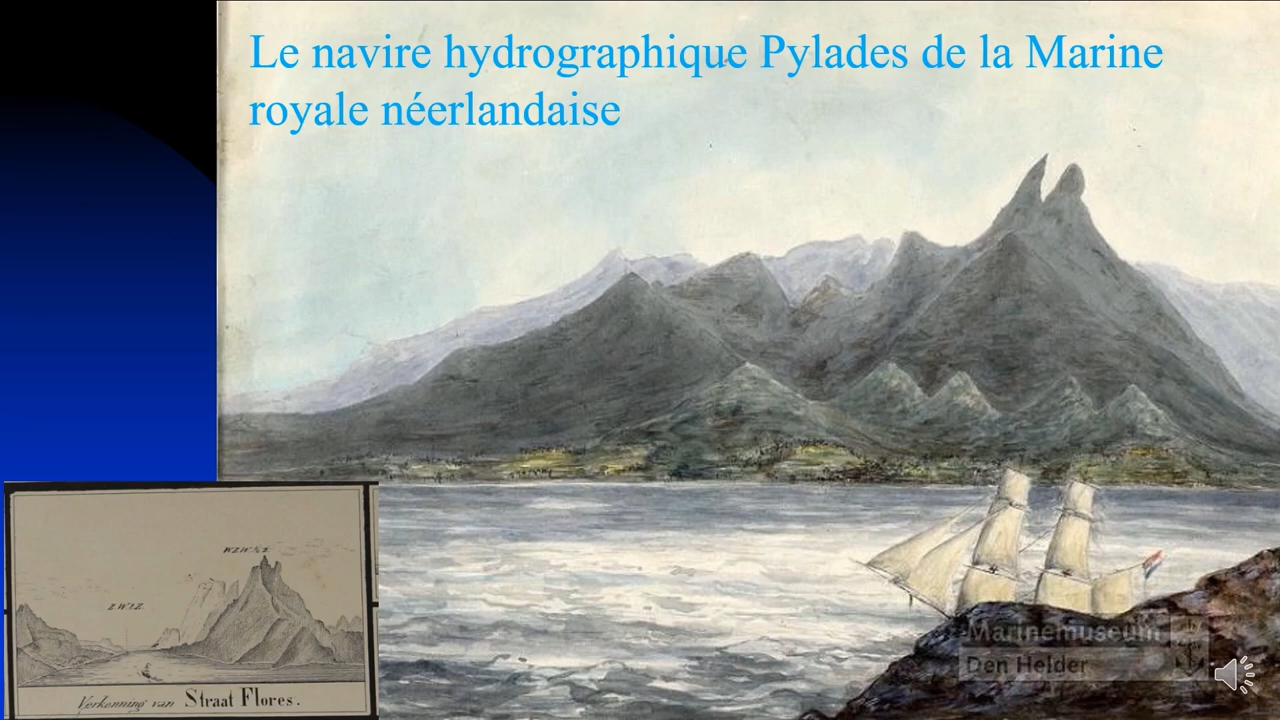 Le navire hydrographique Pylades de la Marine
royale néerlandaise
Z.W.t.Z.
Verkenning van Straat Flores.
Marinemuseum
Den Helder